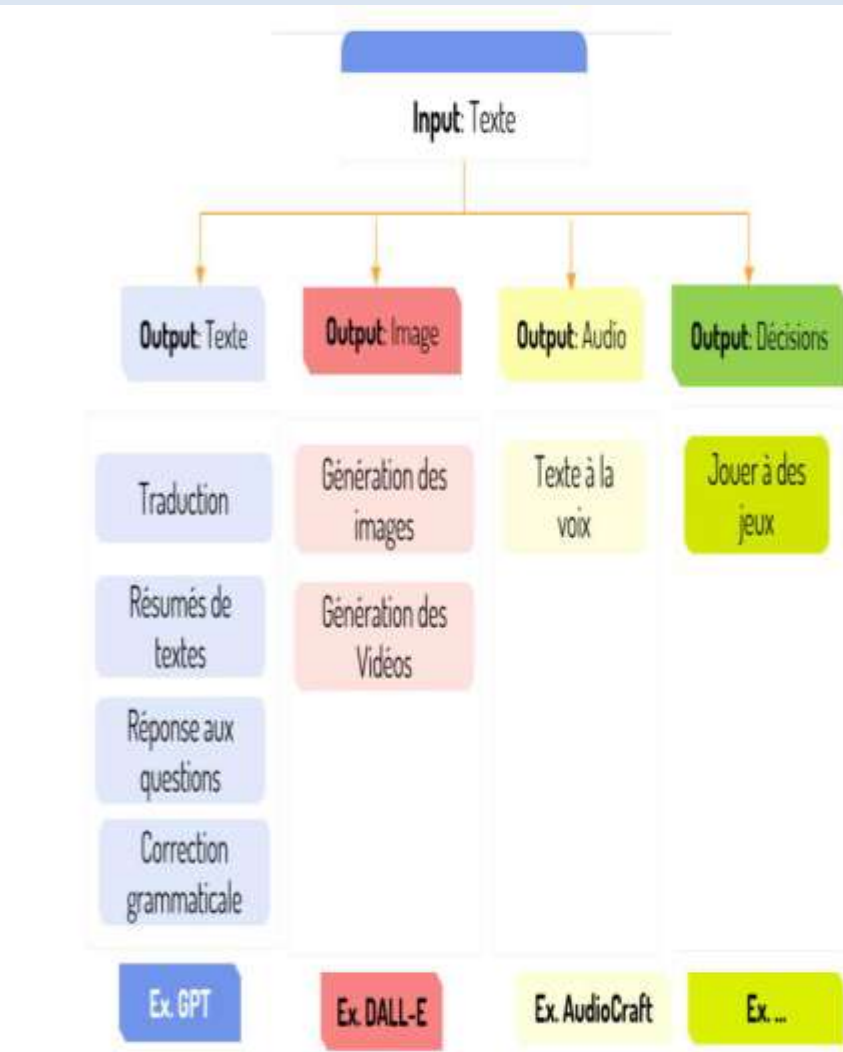 Input: Texte
Output: Texte
Output: Image
Output: Audio
Output: Décisions
Traduction
Résumés de
textes
Réponse aux
questions
Correction
grammaticale
Génération des
images
Génération des
Vidéos
Texte à la
voix
Jouer à des
jeux
Ex. GPT
Ex. DALL-E
Ex. AudioCraft
Ex. ...